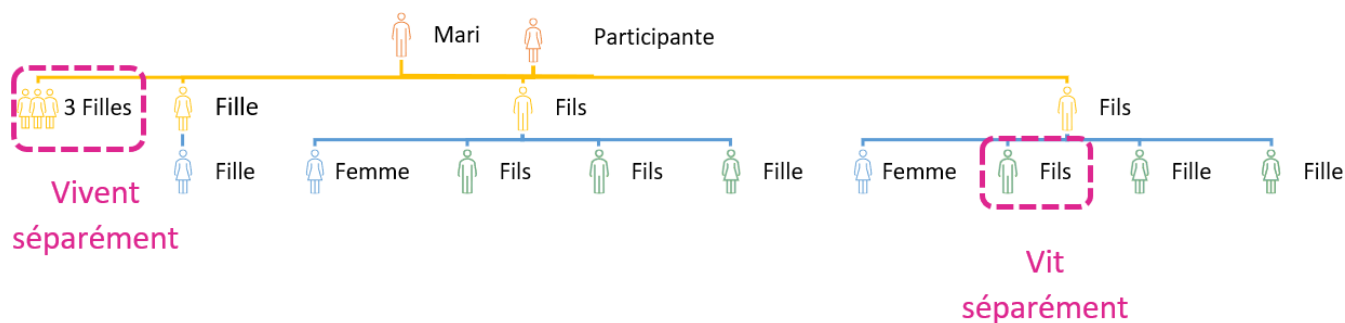 Mari
Participante
3 Filles
Fille
Fils
Fils
Fille
Femme
Fils
Fils
Fille
Femme
Fils
Fille
Fille
Vivent
séparément
Vit
séparément